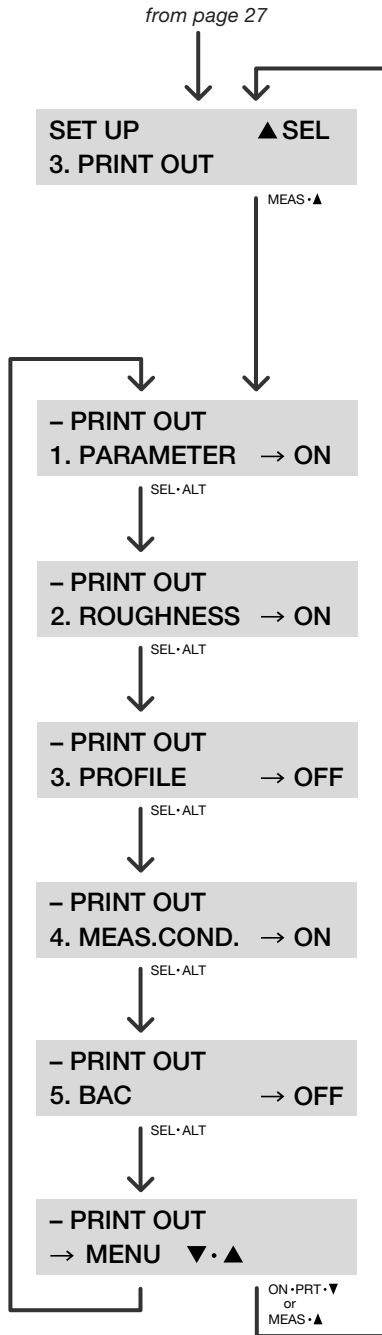 from page 27
SET UP ▲ SEL
3. PRINT OUT
MEAS・▲
– PRINT OUT
1. PARAMETER → ON
SEL・ALT
– PRINT OUT
2. ROUGHNESS → ON
SEL・ALT
– PRINT OUT
3. PROFILE → OFF
SEL・ALT
– PRINT OUT
4. MEAS.COND. → ON
SEL・ALT
– PRINT OUT
5. BAC → OFF
SEL・ALT
– PRINT OUT
→ MENU ▼・▲
ON・PRT・▼
or
MEAS・▲